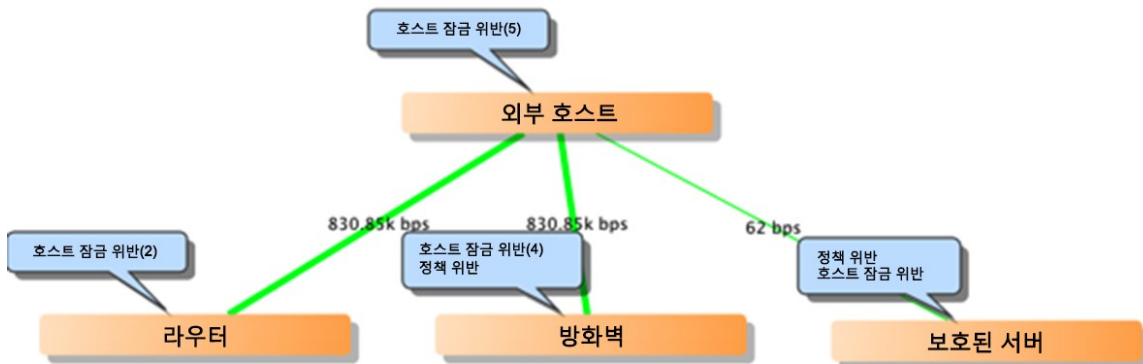 호스트 잠금 위반(5)
외부 호스트
830.85k bps
830.85k bps
62 bps
호스트 잠금 위반(2)
호스트 잠금 위반(4)
정책 위반
정책 위반
호스트 잠금 위반
라우터
방화벽
보호된 서버